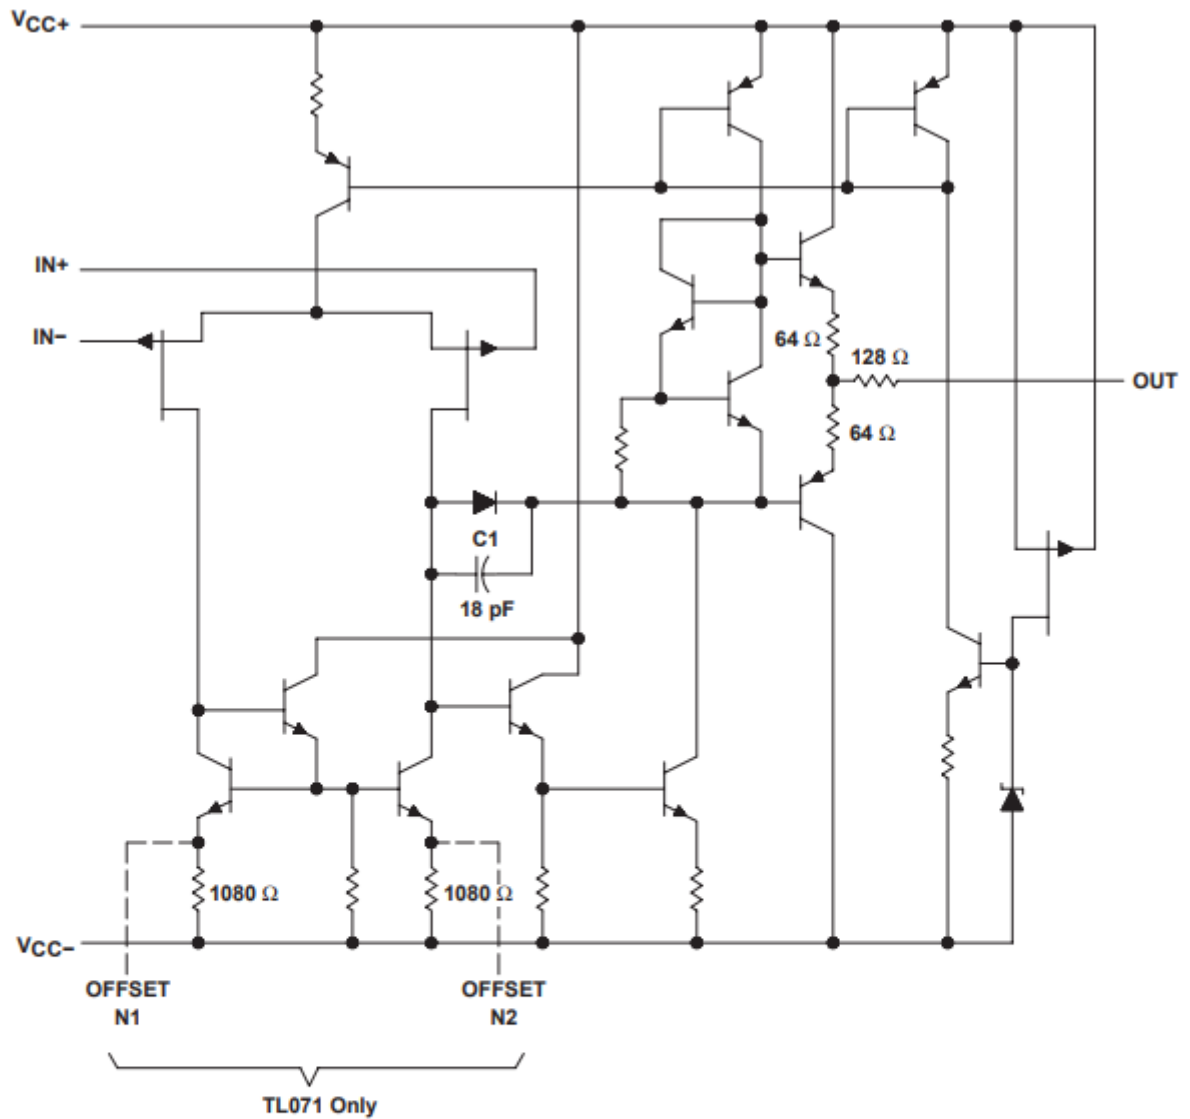 VCC+
IN+
IN−
64 Ω
128 Ω
OUT
64 Ω
C1
18 pF
1080 Ω
1080 Ω
VCC−
OFFSET
N1
OFFSET
N2
TL071 Only